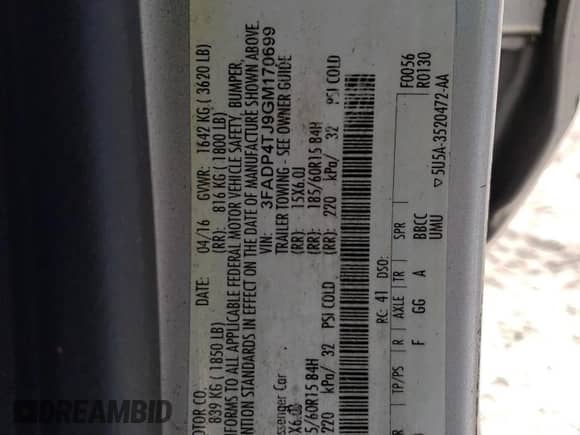 OTOR CO.
DATE: 04/16 GVWR: 1642 KG ( 3620 LB)
839 KG ( 1850 LB) (RR): 816 KG ( 1800 LB)
NFORMS TO ALL APPLICABLE FEDERAL MOTOR VEHICLE SAFETY, BUMPER,
NTION STANDARDS IN EFFECT ON THE DATE OF MANUFACTURE SHOWN ABOVE.
VIN: 3FADP4TJ9GM170699
ssenger Car TRAILER TOWING - SEE OWNER GUIDE
X6.0J (RR): 15X6.0J
5/60R15 84H (RR): 185/60R15 84H
220 kPa/ 32 PSI COLD (RR): 220 kPa/ 32 PSI COLD
RC: 41 DSO: F0056
R0130
TP/PS R AXLE TR SPR
F GG A BBCC
UMU
▽5U5A-3520472-AA
DREAMBID